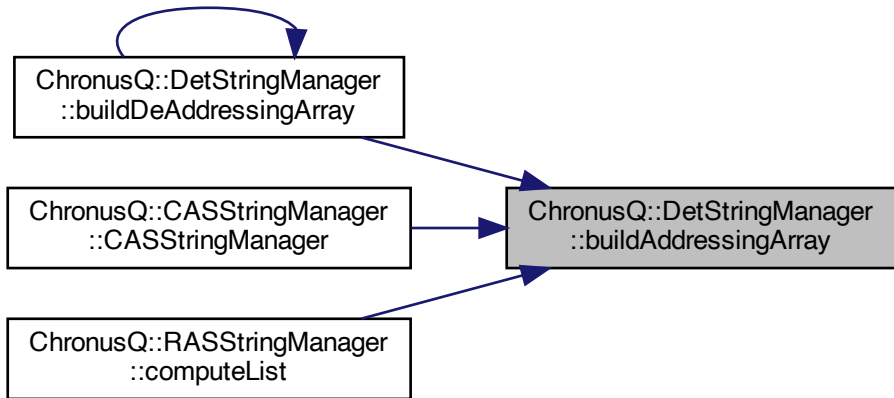 ChronusQ::DetStringManager
::buildDeAddressingArray
ChronusQ::CASStringManager
::CASStringManager
ChronusQ::DetStringManager
::buildAddressingArray
ChronusQ::RASStringManager
::computeList